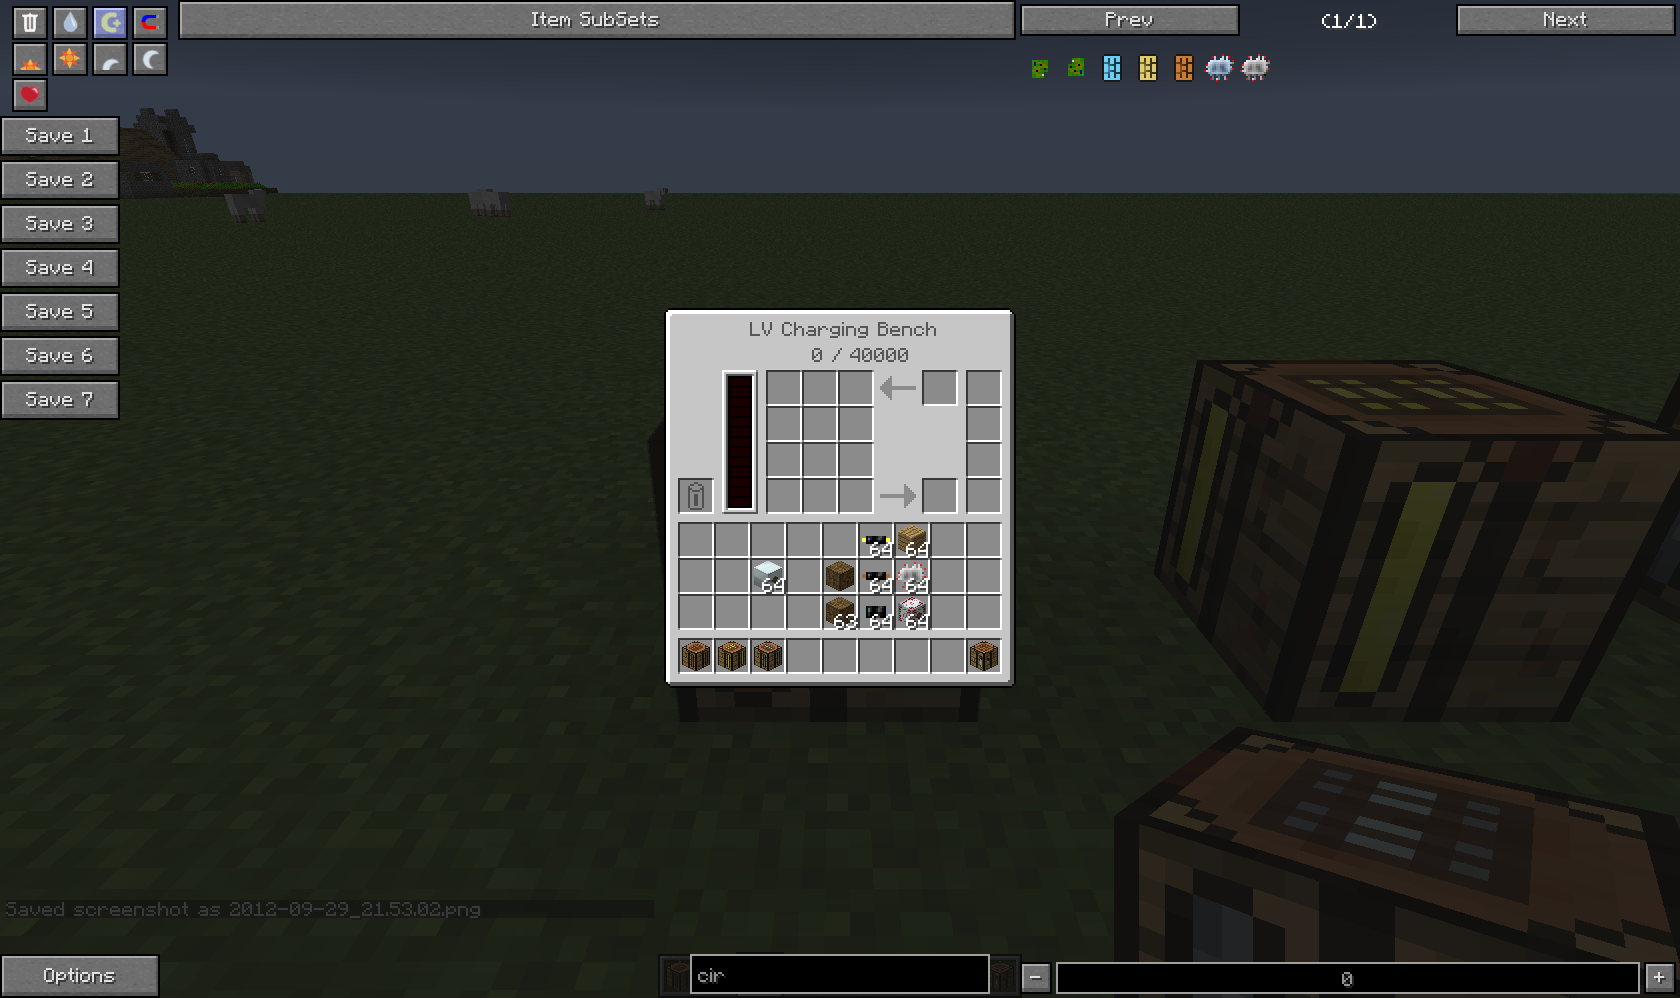 Item SubSets
Prev
(1/1)
Next
Save 1
Save 2
Save 3
Save 4
Save 5
Save 6
Save 7
LV Charging Bench
0 / 40000
64 64
64 64 64
63 64 64
Saved screenshot as 2012-09-29_21.53.02.png
Options
cir
- 0 +